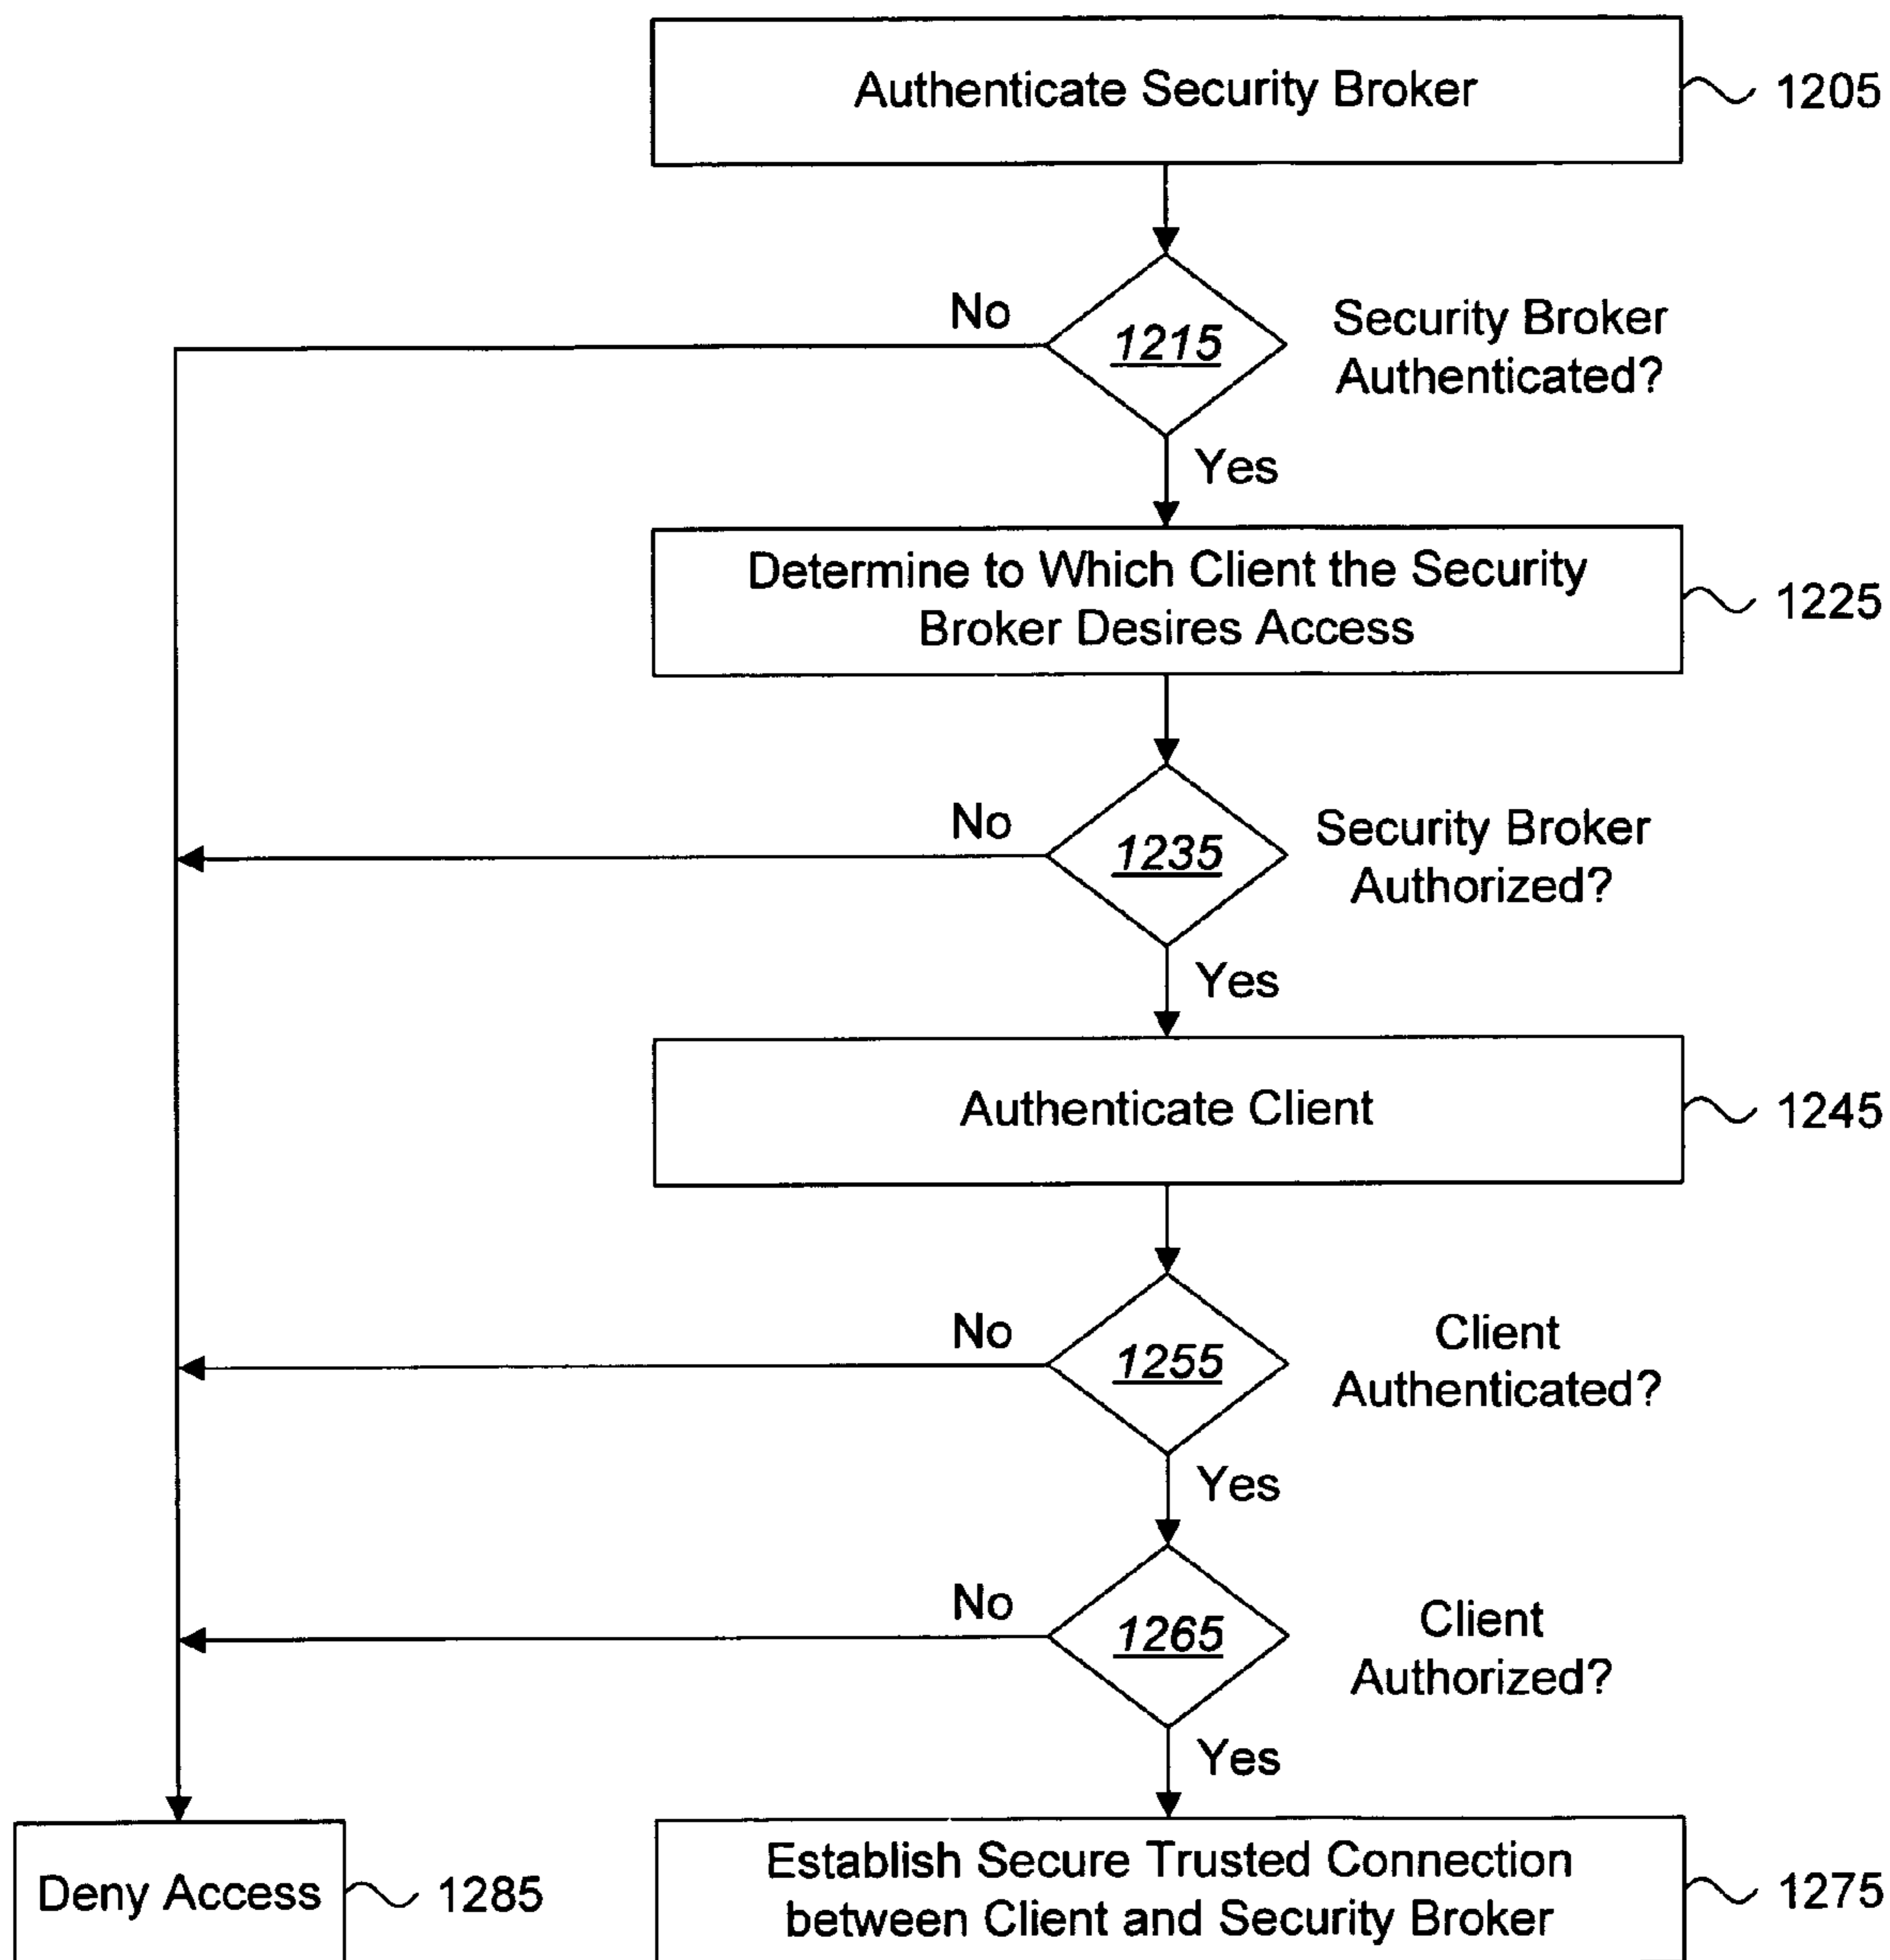 Authenticate Security Broker
1205
No
1215
Security Broker
Authenticated?
Yes
Determine to Which Client the Security
Broker Desires Access
1225
No
1235
Security Broker
Authorized?
Yes
Authenticate Client
1245
No
1255
Client
Authenticated?
Yes
No
1265
Client
Authorized?
Yes
Deny Access
1285
Establish Secure Trusted Connection
between Client and Security Broker
1275